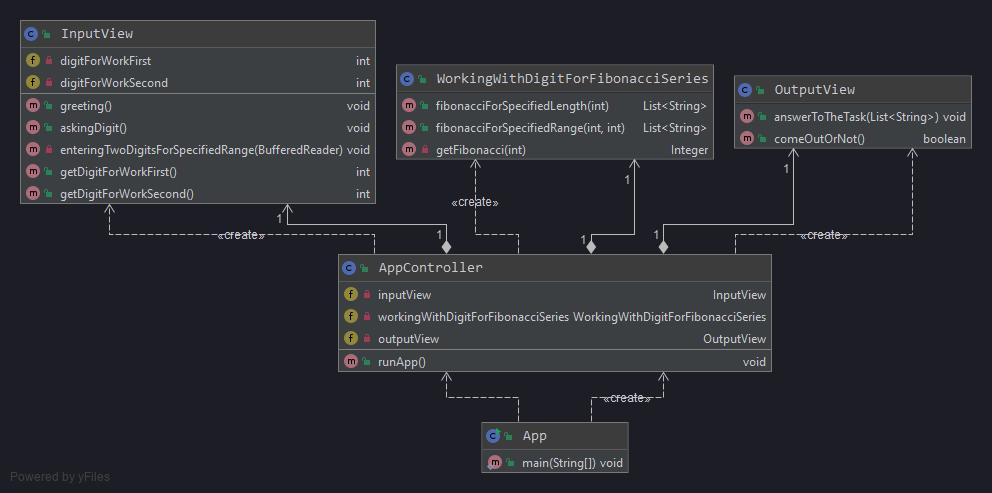 InputView
digitForWorkFirst int
digitForWorkSecond int
greeting() void
askingDigit() void
enteringTwoDigitsForSpecifiedRange(BufferedReader) void
getDigitForWorkFirst() int
getDigitForWorkSecond() int
WorkingWithDigitForFibonacciSeries
fibonacciForSpecifiedLength(int) List<String>
fibonacciForSpecifiedRange(int, int) List<String>
getFibonacci(int) Integer
OutputView
answerToTheTask(List<String>) void
comeOutOrNot() boolean
«create»
1
1
«create»
1
1
1
1
«create»
AppController
inputView InputView
workingWithDigitForFibonacciSeries WorkingWithDigitForFibonacciSeries
outputView OutputView
runApp() void
«create»
App
main(String[]) void
Powered by yFiles